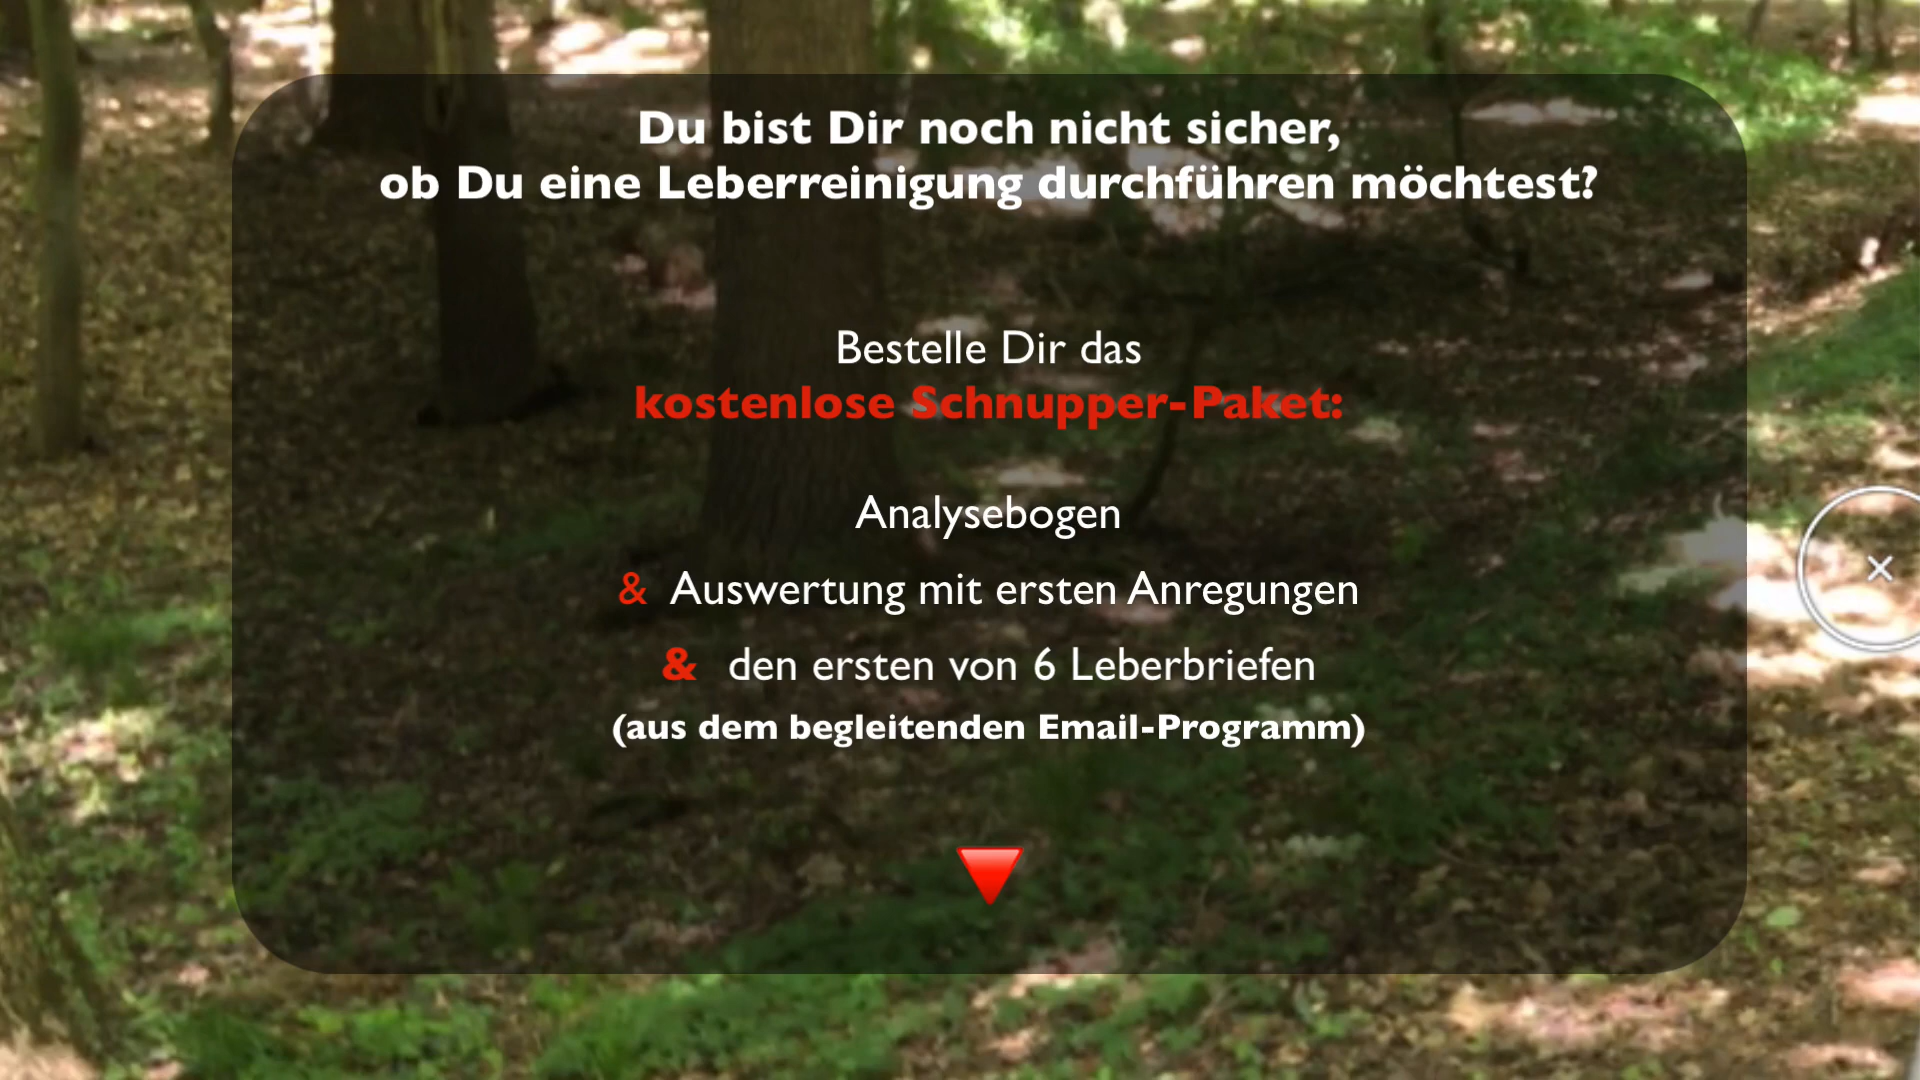 Du bist Dir noch nicht sicher,
ob Du eine Leberreinigung durchführen möchtest?
Bestelle Dir das
kostenlose Schnupper-Paket:
Analysebogen
& Auswertung mit ersten Anregungen
& den ersten von 6 Leberbriefen
(aus dem begleitenden Email-Programm)